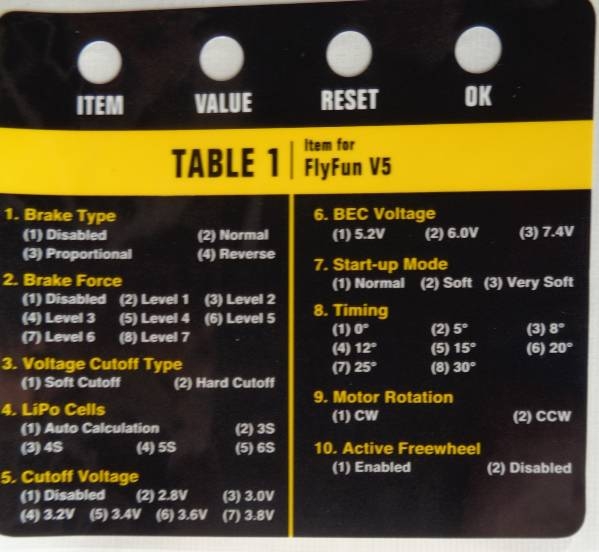 ITEM VALUE RESET OK
TABLE 1 Item for
FlyFun V5
1. Brake Type
(1) Disabled (2) Normal
(3) Proportional (4) Reverse
2. Brake Force
(1) Disabled (2) Level 1 (3) Level 2
(4) Level 3 (5) Level 4 (6) Level 5
(7) Level 6 (8) Level 7
3. Voltage Cutoff Type
(1) Soft Cutoff (2) Hard Cutoff
4. LiPo Cells
(1) Auto Calculation (2) 3S
(3) 4S (4) 5S (5) 6S
5. Cutoff Voltage
(1) Disabled (2) 2.8V (3) 3.0V
(4) 3.2V (5) 3.4V (6) 3.6V (7) 3.8V
6. BEC Voltage
(1) 5.2V (2) 6.0V (3) 7.4V
7. Start-up Mode
(1) Normal (2) Soft (3) Very Soft
8. Timing
(1) 0° (2) 5° (3) 8°
(4) 12° (5) 15° (6) 20°
(7) 25° (8) 30°
9. Motor Rotation
(1) CW (2) CCW
10. Active Freewheel
(1) Enabled (2) Disabled